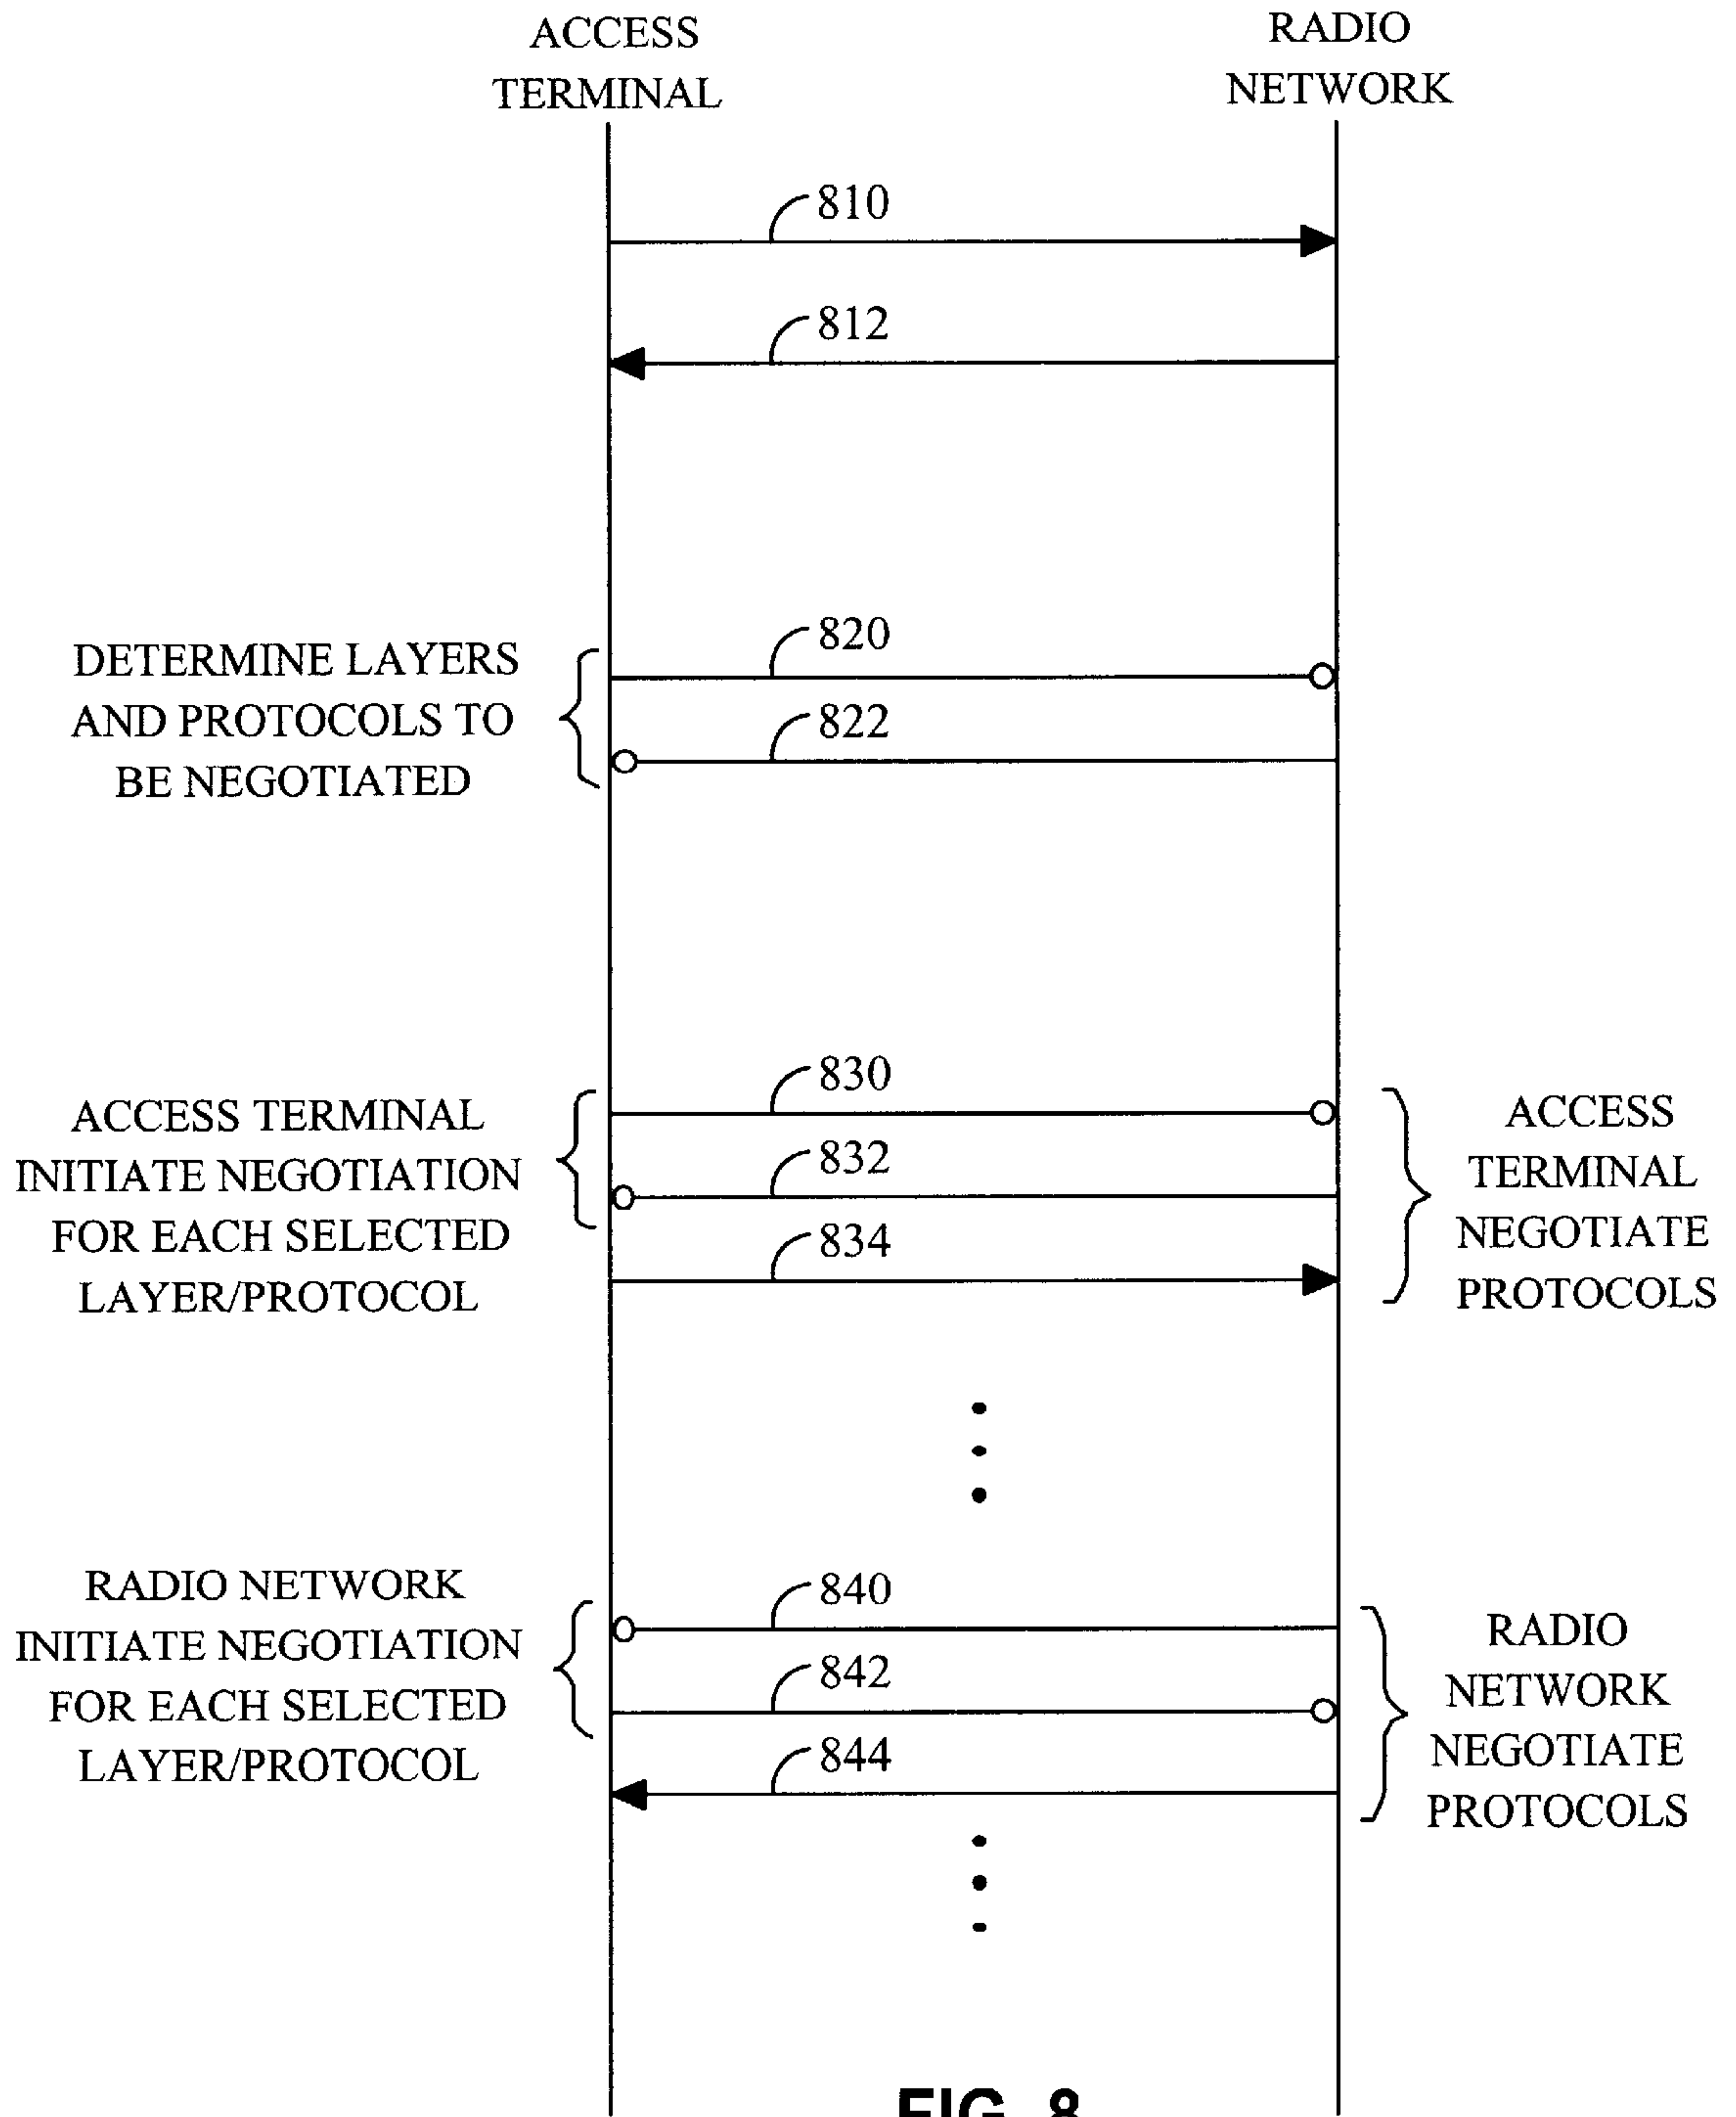 ACCESS
TERMINAL
RADIO
NETWORK
810
812
DETERMINE LAYERS
AND PROTOCOLS TO
BE NEGOTIATED
820
822
ACCESS TERMINAL
INITIATE NEGOTIATION
FOR EACH SELECTED
LAYER/PROTOCOL
830
832
834
ACCESS
TERMINAL
NEGOTIATE
PROTOCOLS
RADIO NETWORK
INITIATE NEGOTIATION
FOR EACH SELECTED
LAYER/PROTOCOL
840
842
844
RADIO
NETWORK
NEGOTIATE
PROTOCOLS
FIG. 8